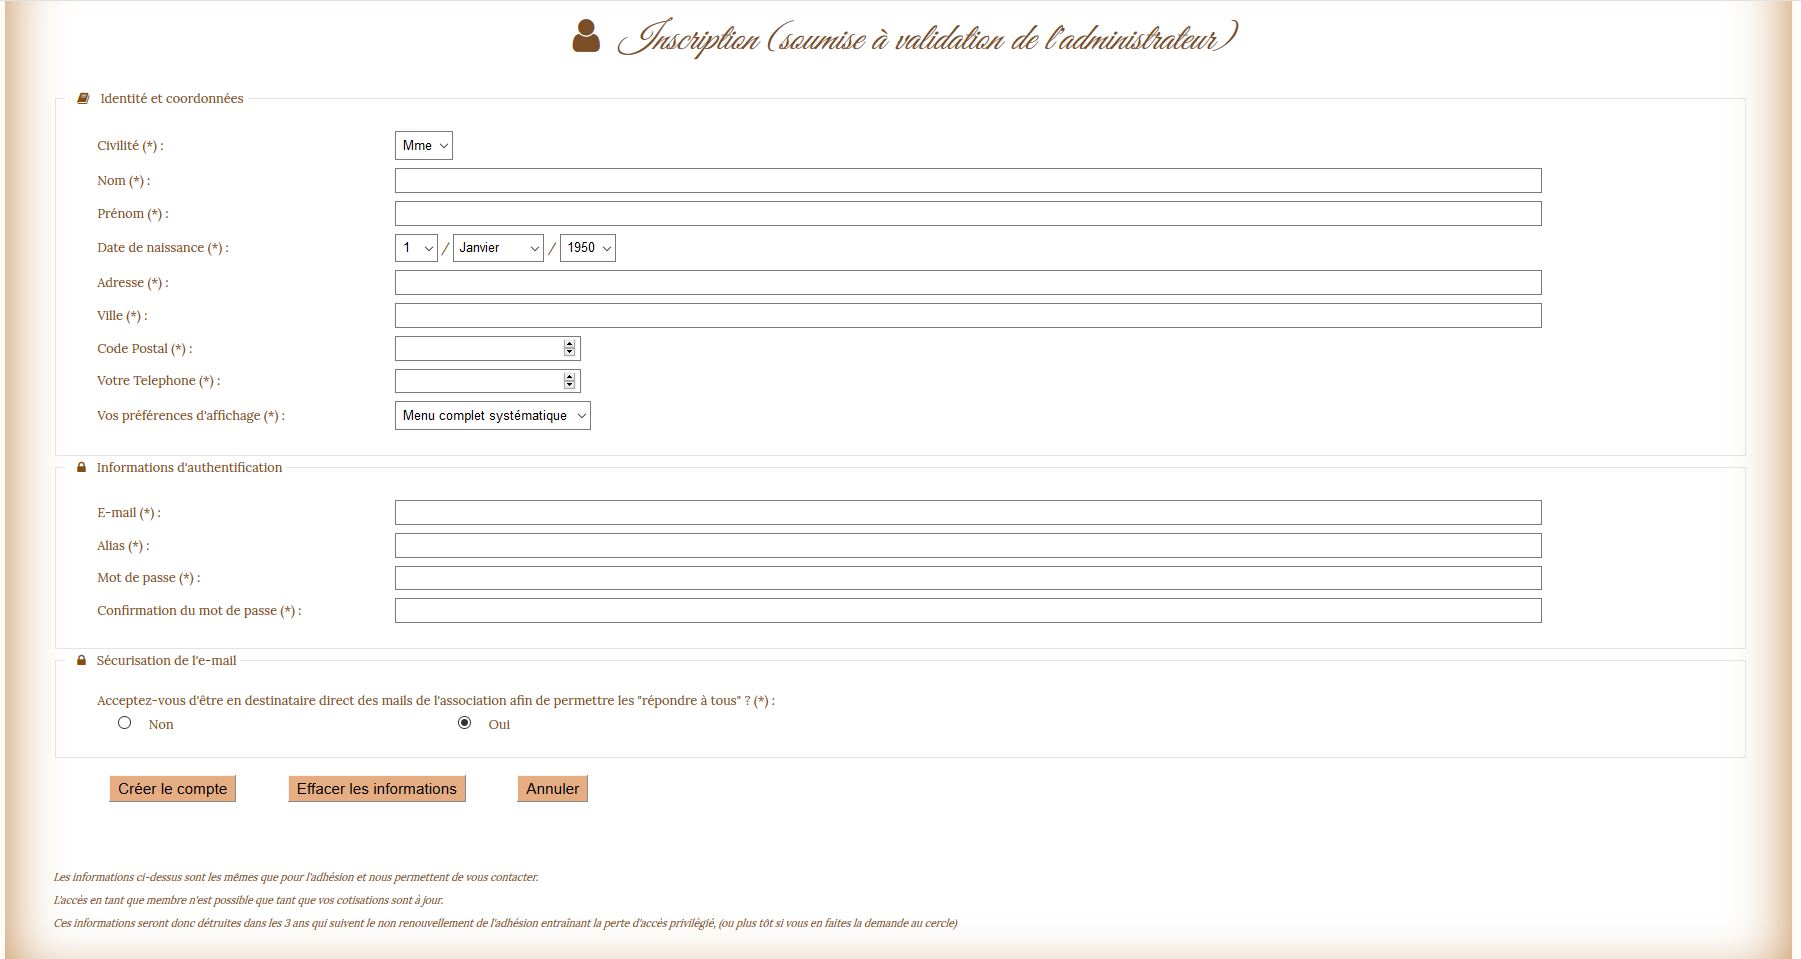 Inscription (soumise à validation de l'administrateur)
Identité et coordonnées
Civilité (*) : Mme
Nom (*) :
Prénom (*) :
Date de naissance (*) : 1 / Janvier / 1950
Adresse (*) :
Ville (*) :
Code Postal (*) :
Votre Telephone (*) :
Vos préférences d'affichage (*) : Menu complet systématique
Informations d'authentification
E-mail (*) :
Alias (*) :
Mot de passe (*) :
Confirmation du mot de passe (*) :
Sécurisation de l'e-mail
Acceptez-vous d'être en destinataire direct des mails de l'association afin de permettre les "répondre à tous" ? (*) :
Non Oui
Créer le compte Effacer les informations Annuler
Les informations ci-dessus sont les mêmes que pour l'adhésion et nous permettent de vous contacter.
L'accès en tant que membre n'est possible que tant que vos cotisations sont à jour.
Ces informations seront donc détruites dans les 3 ans qui suivent le non renouvellement de l'adhésion entraînant la perte d'accès privilégié, (ou plus tôt si vous en faites la demande au cercle)